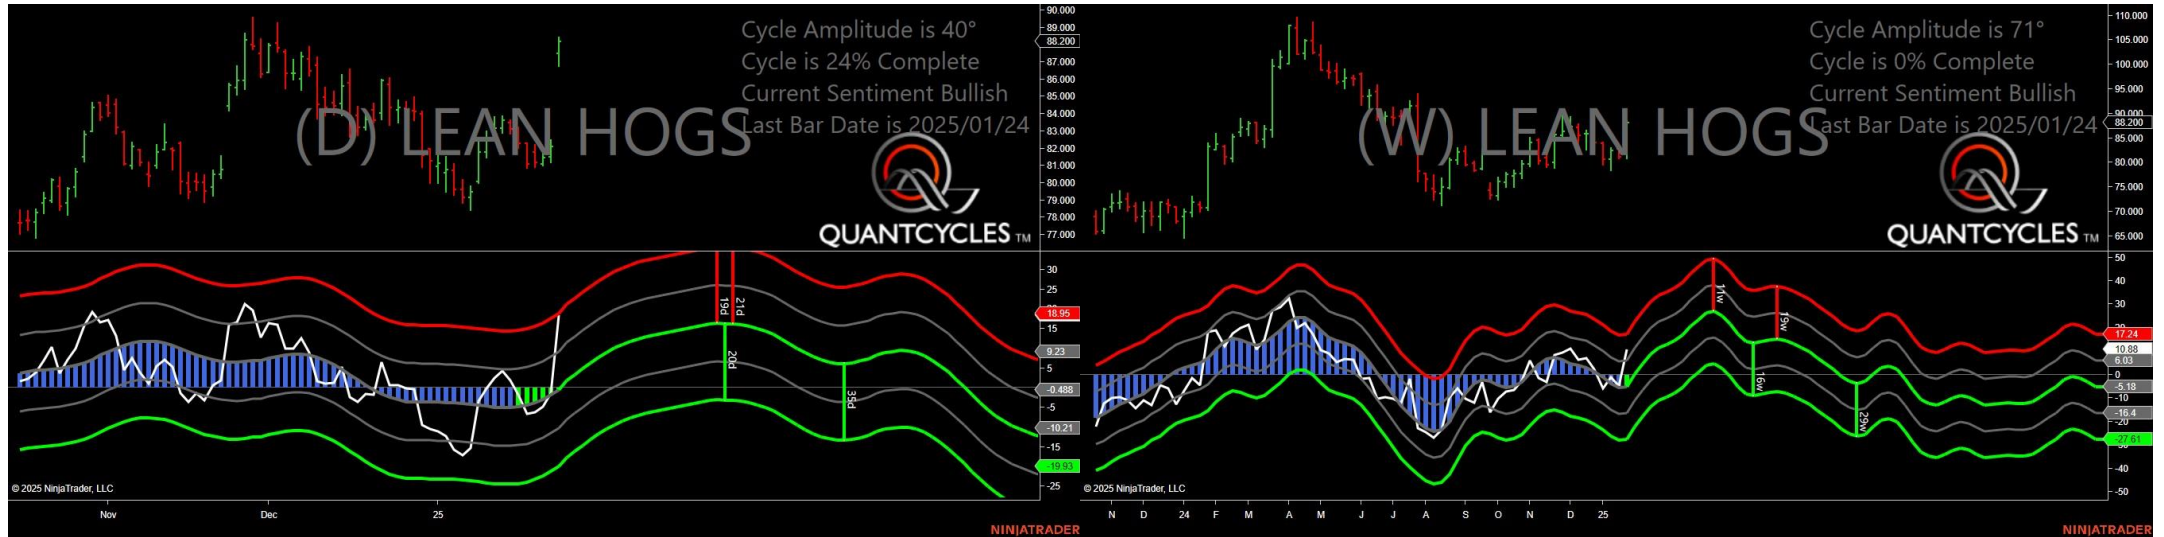 Cycle Amplitude is 40°
Cycle is 24% Complete
Current Sentiment Bullish
Last Bar Date is 2025/01/24
(D) LEAN HOGS
QUANTCYCLES TM
90.000
89.000
88.200
87.000
86.000
84.000
83.000
82.000
81.000
80.000
79.000
78.000
77.000
30
25
18.95
15
9.23
5
-0.488
-5
-10.21
-15
-19.93
-25
19d
21d
20d
35d
© 2025 NinjaTrader, LLC
Nov
Dec
25
NINJATRADER
Cycle Amplitude is 71°
Cycle is 0% Complete
Current Sentiment Bullish
Last Bar Date is 2025/01/24
(W) LEAN HOGS
QUANTCYCLES TM
110.000
105.000
100.000
95.000
90.000
88.200
85.000
80.000
75.000
70.000
65.000
50
40
30
17.24
10.88
6.03
0
-5.18
-10
-16.4
-20
-27.61
-40
-50
11w
19w
16w
29w
© 2025 NinjaTrader, LLC
N D 24 F M A M J J A S O N D 25
NINJATRADER